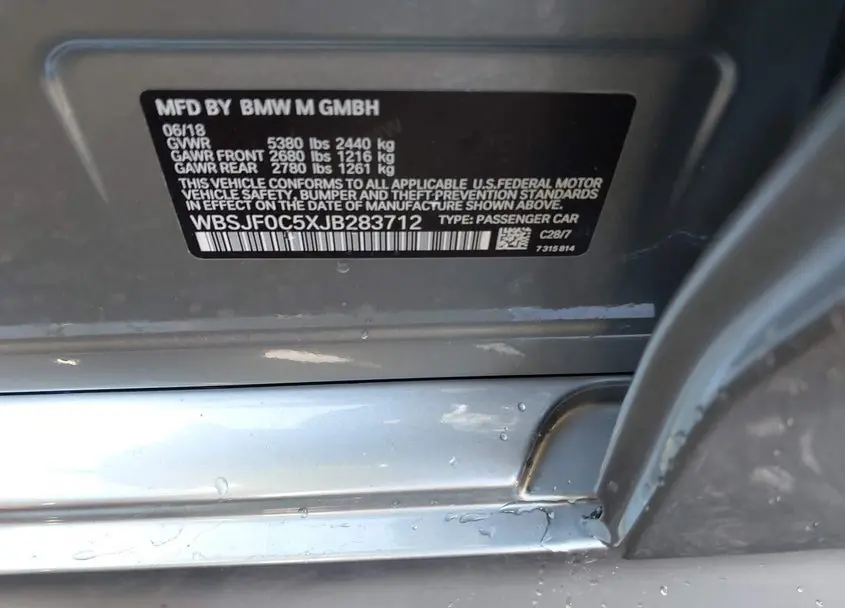 MFD BY BMW M GMBH
06/18
GVWR 5380 lbs 2440 kg
GAWR FRONT 2680 lbs 1216 kg
GAWR REAR 2780 lbs 1261 kg
THIS VEHICLE CONFORMS TO ALL APPLICABLE U.S.FEDERAL MOTOR
VEHICLE SAFETY, BUMPER AND THEFT PREVENTION STANDARDS
IN EFFECT ON THE DATE OF MANUFACTURE SHOWN ABOVE.
WBSJF0C5XJB283712 TYPE: PASSENGER CAR
C28/7
7 315 814